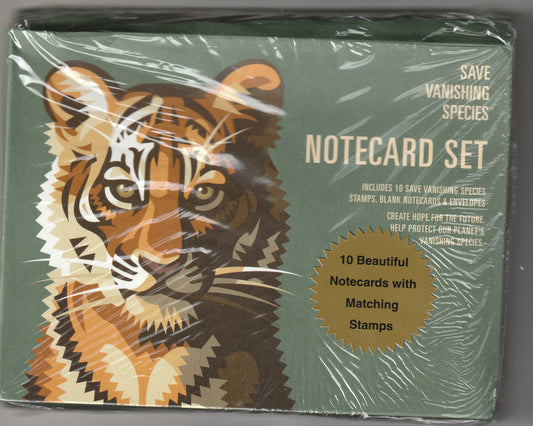 SAVE
VANISHING
SPECIES
NOTECARD SET
INCLUDES 10 SAVE VANISHING SPECIES
STAMPS, BLANK NOTECARDS & ENVELOPES
CREATE HOPE FOR THE FUTURE.
HELP PROTECT OUR PLANET'S
VANISHING SPECIES.
10 Beautiful
Notecards with
Matching
Stamps